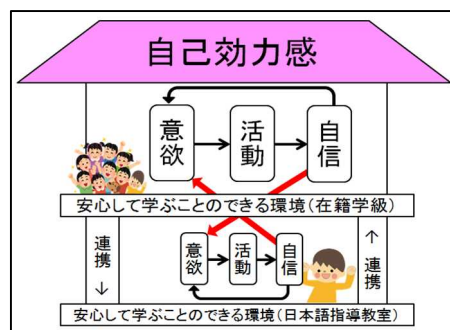 自己効力感
意欲
活動
自信
安心して学ぶことのできる環境(在籍学級)
連携
↓
意欲
活動
自信
↑
連携
安心して学ぶことのできる環境(日本語指導教室)